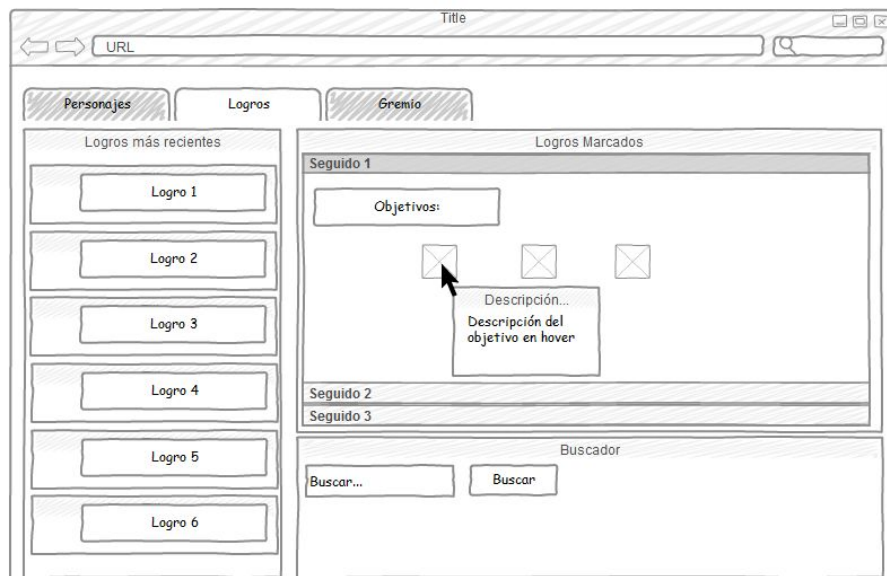 Title
URL
Personajes
Logros
Gremio
Logros más recientes
Logro 1
Logro 2
Logro 3
Logro 4
Logro 5
Logro 6
Logros Marcados
Seguido 1
Objetivos:
Descripción...
Descripción del
objetivo en hover
Seguido 2
Seguido 3
Buscador
Buscar...
Buscar